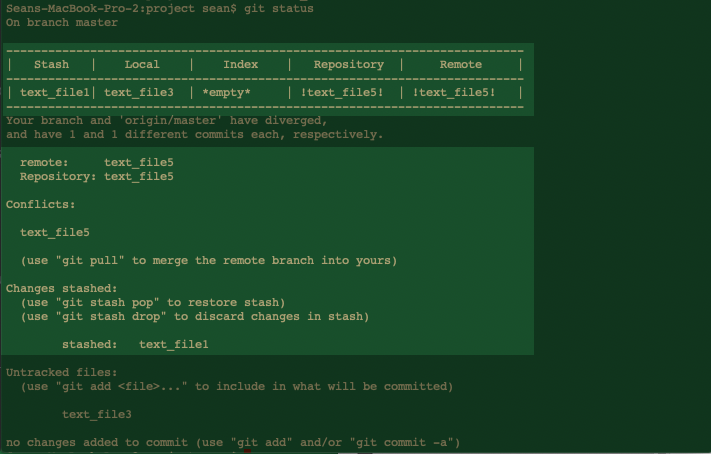 Seans-MacBook-Pro-2:project sean$ git status
On branch master
--------------------------------------------------------------------------
|   Stash   |    Local    |    Index    |   Repository  |     Remote     |
--------------------------------------------------------------------------
| text_file1| text_file3  | *empty*     | !text_file5!  | !text_file5!   |
--------------------------------------------------------------------------
Your branch and 'origin/master' have diverged,
and have 1 and 1 different commits each, respectively.
remote:     text_file5
Repository: text_file5
Conflicts:
text_file5
(use "git pull" to merge the remote branch into yours)
Changes stashed:
(use "git stash pop" to restore stash)
(use "git stash drop" to discard changes in stash)
stashed:   text_file1
Untracked files:
(use "git add <file>..." to include in what will be committed)
text_file3
no changes added to commit (use "git add" and/or "git commit -a")